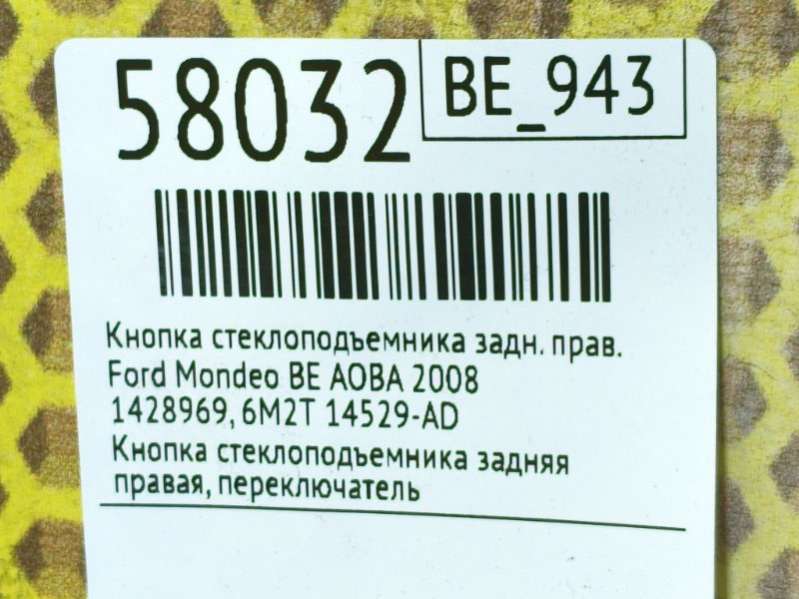 58032
BE_943
Кнопка стеклоподъемника задн. прав.
Ford Mondeo BE AOBA 2008
1428969, 6M2T 14529-AD
Кнопка стеклоподъемника задняя
правая, переключатель